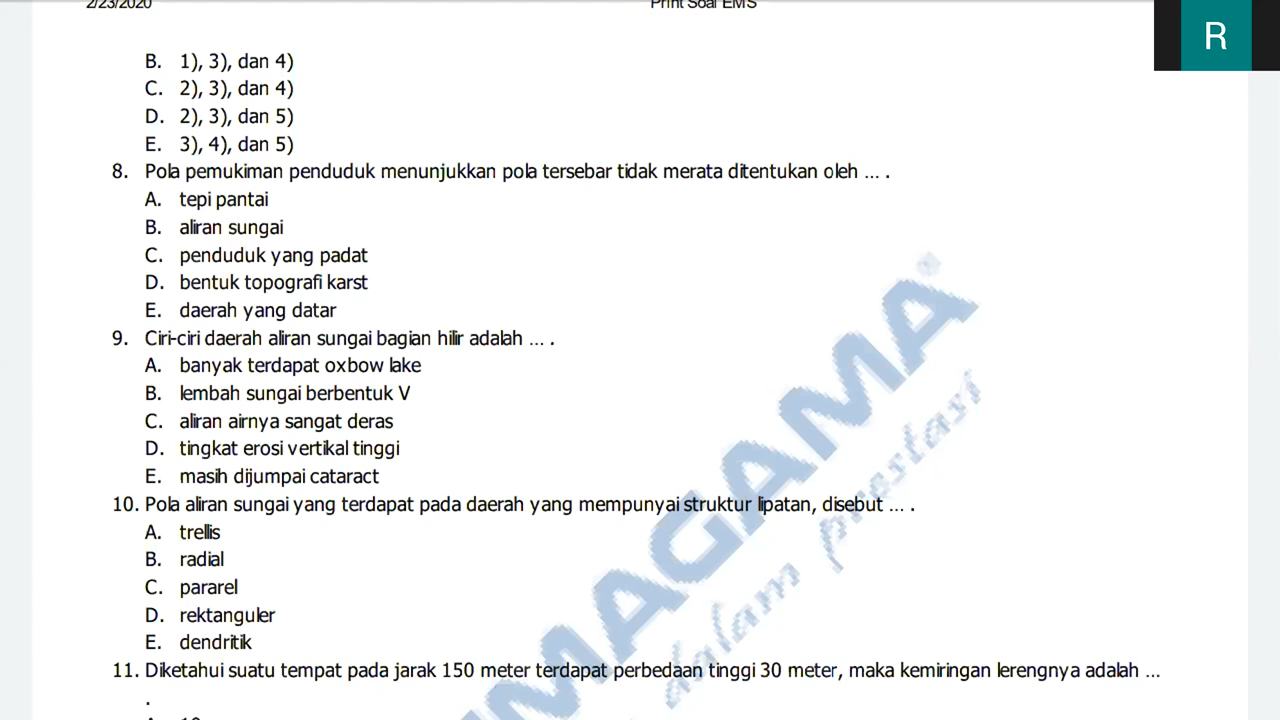 2/23/2020 Print Soal EMS
R
B. 1), 3), dan 4)
C. 2), 3), dan 4)
D. 2), 3), dan 5)
E. 3), 4), dan 5)
8. Pola pemukiman penduduk menunjukkan pola tersebar tidak merata ditentukan oleh ... .
A. tepi pantai
B. aliran sungai
C. penduduk yang padat
D. bentuk topografi karst
E. daerah yang datar
9. Ciri-ciri daerah aliran sungai bagian hilir adalah ... .
A. banyak terdapat oxbow lake
B. lembah sungai berbentuk V
C. aliran airnya sangat deras
D. tingkat erosi vertikal tinggi
E. masih dijumpai cataract
10. Pola aliran sungai yang terdapat pada daerah yang mempunyai struktur lipatan, disebut ... .
A. trellis
B. radial
C. pararel
D. rektanguler
E. dendritik
11. Diketahui suatu tempat pada jarak 150 meter terdapat perbedaan tinggi 30 meter, maka kemiringan lerengnya adalah ...
.
IMAGAMA
dalam prestasi